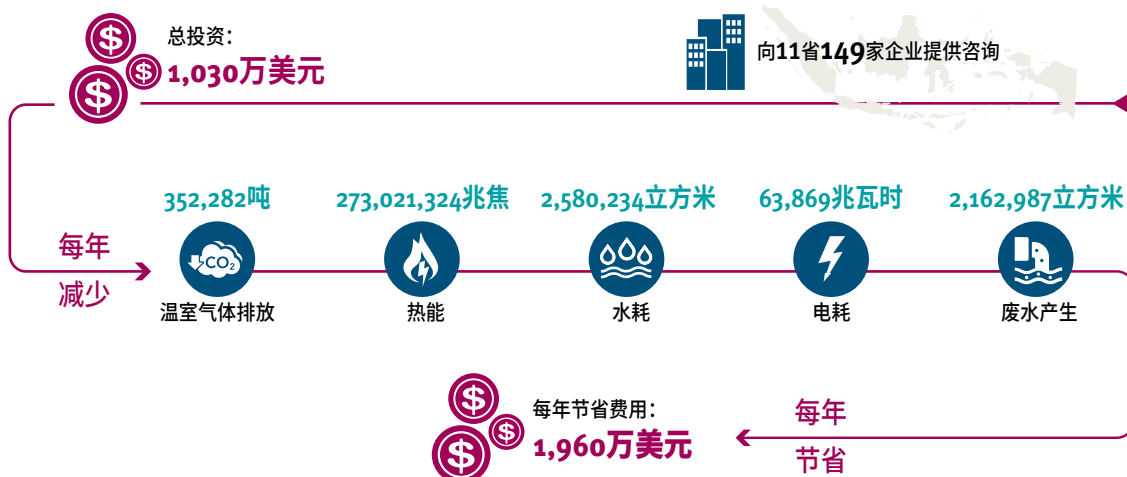 总投资：
1,030万美元
向11省149家企业提供咨询
每年
减少
352,282吨
CO2
温室气体排放
273,021,324兆焦
热能
2,580,234立方米
水耗
63,869兆瓦时
电耗
2,162,987立方米
废水产生
每年节省费用：
1,960万美元
每年
节省